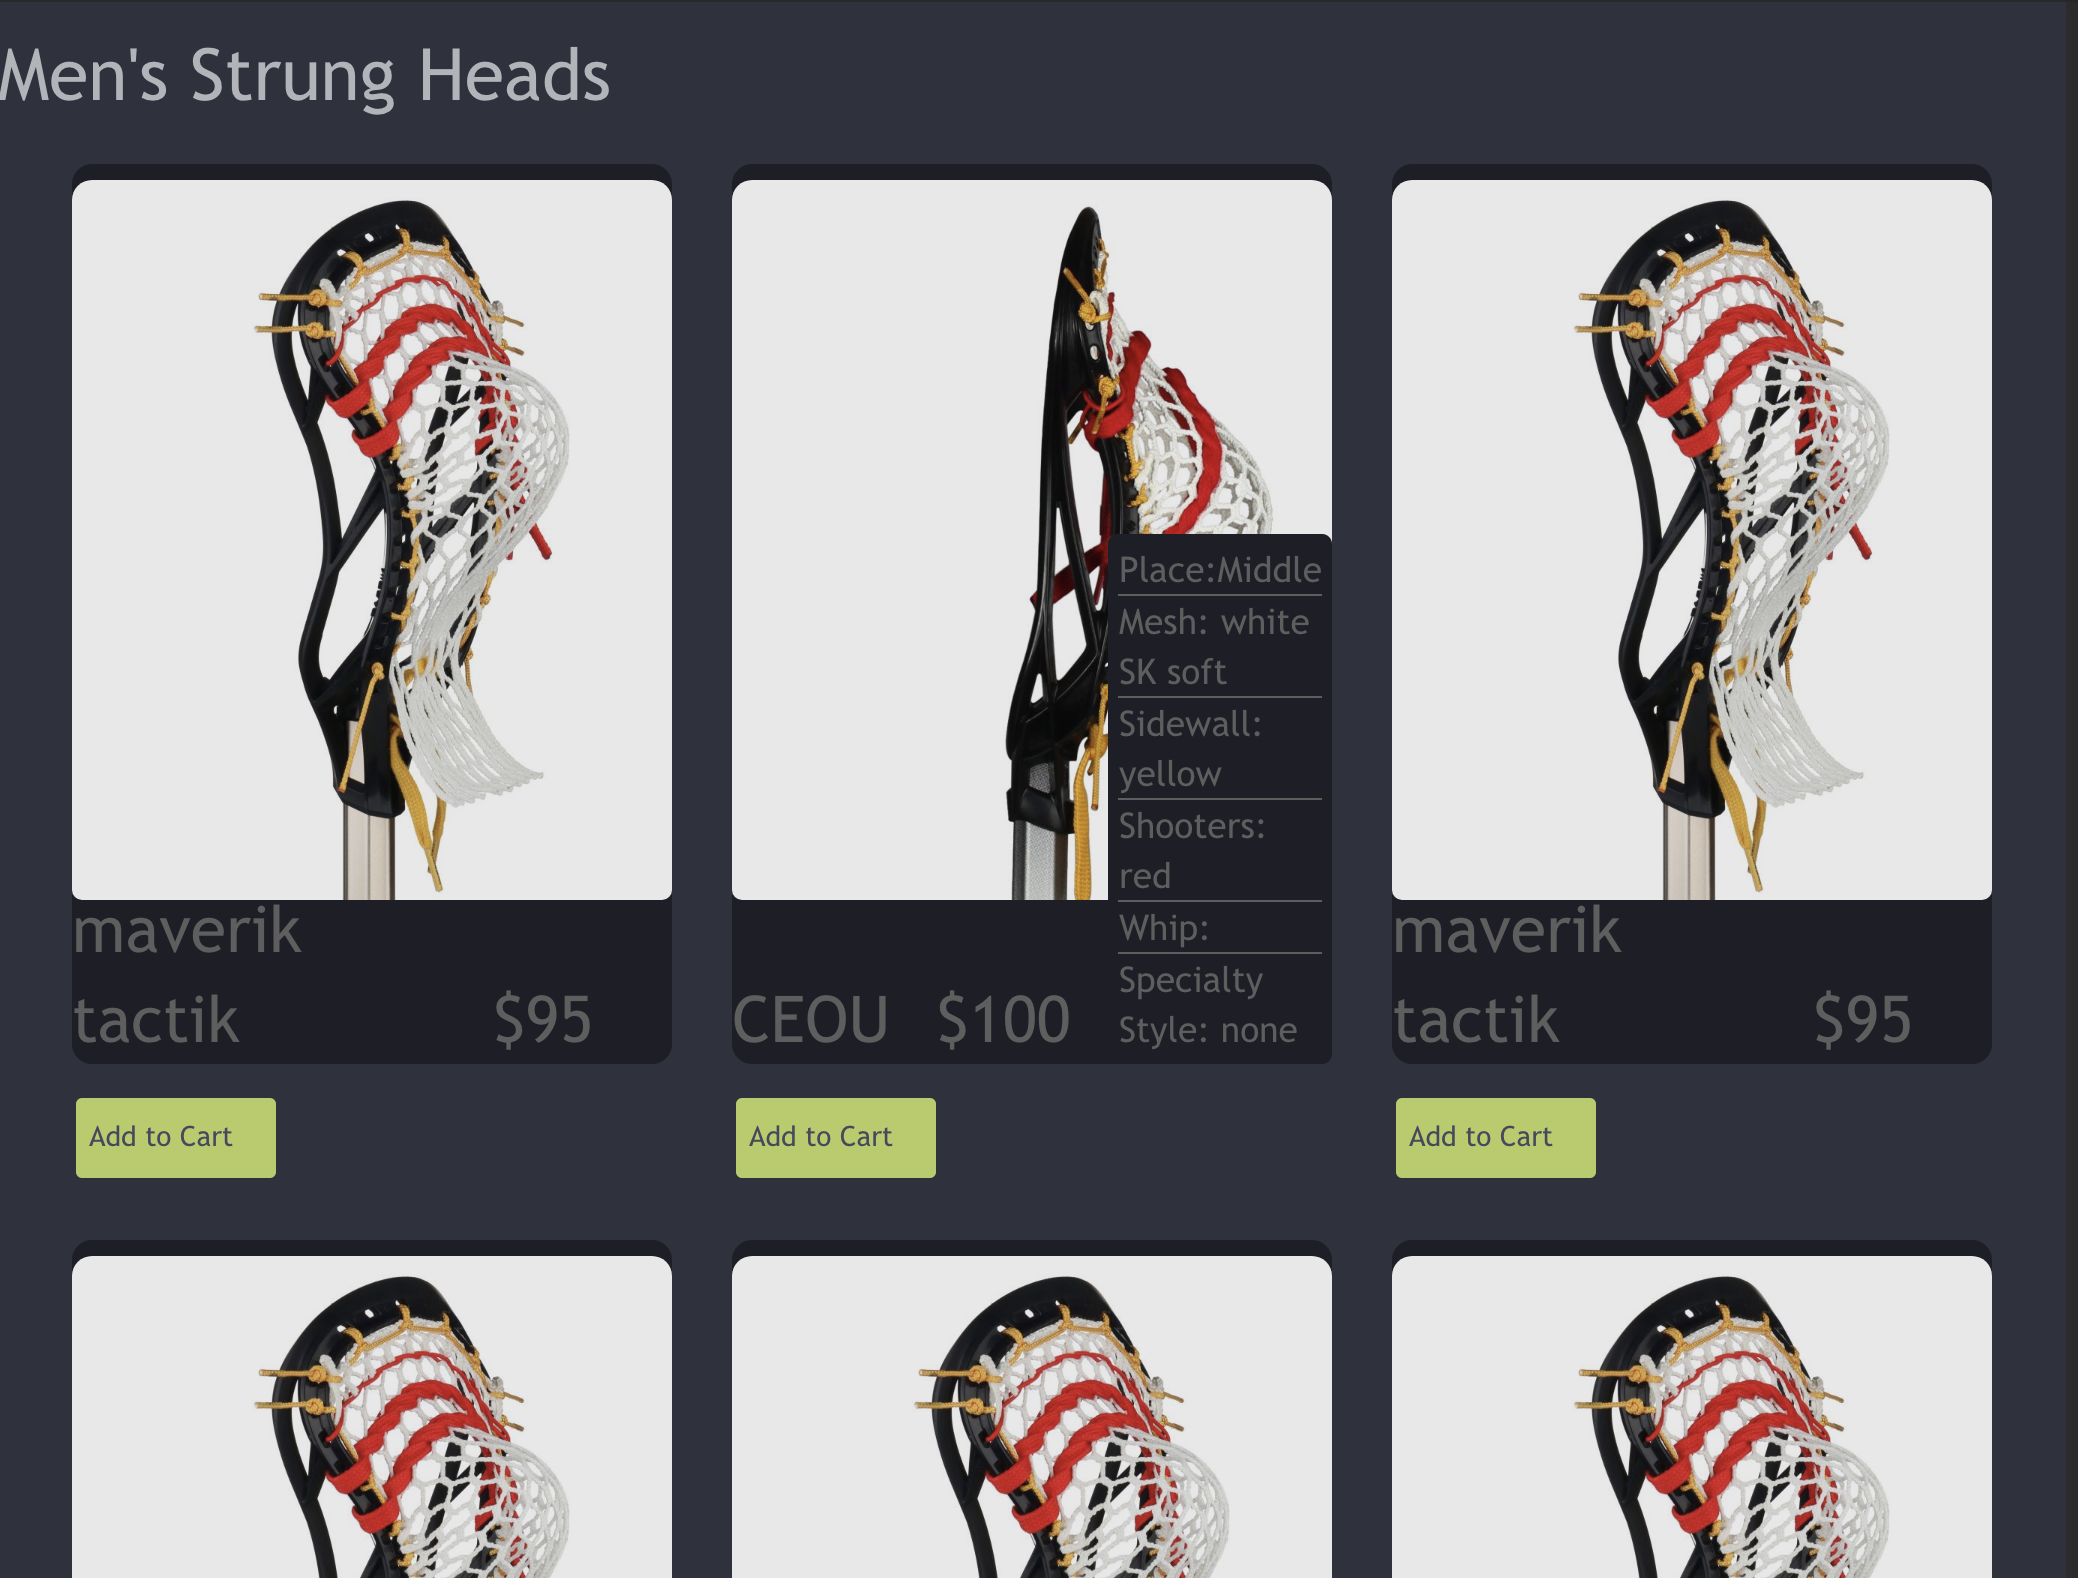 Men's Strung Heads
maverik
tactik $95
Add to Cart
CEOU $100
Place:Middle
Mesh: white
SK soft
Sidewall:
yellow
Shooters:
red
Whip:
Specialty
Style: none
Add to Cart
maverik
tactik $95
Add to Cart